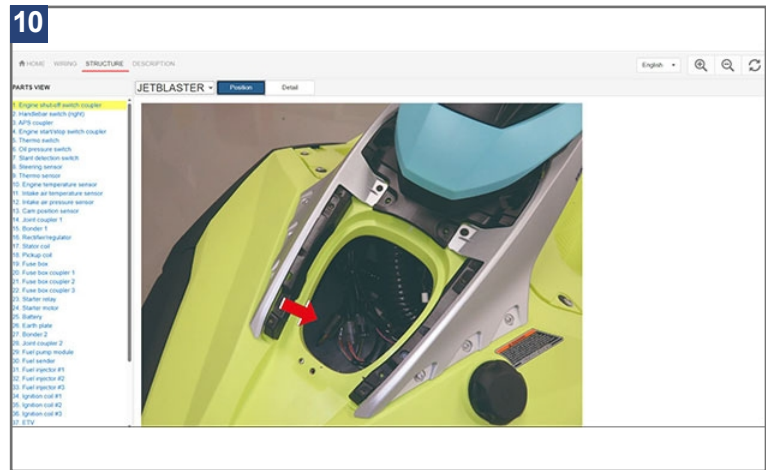 10
HOME WIRING STRUCTURE DESCRIPTION
English
PARTS VIEW
JETBLASTER
Position
Detail
1. Engine shut-off switch coupler
2. Handlebar switch (right)
3. APS coupler
4. Engine start/stop switch coupler
5. Thermo switch
6. Oil pressure switch
7. Slant detection switch
8. Steering sensor
9. Thermo sensor
10. Engine temperature sensor
11. Intake air temperature sensor
12. Intake air pressure sensor
13. Cam position sensor
14. Joint coupler 1
15. Bonder 1
16. Rectifier/regulator
17. Stator coil
18. Pickup coil
19. Fuse box
20. Fuse box coupler 1
21. Fuse box coupler 2
22. Fuse box coupler 3
23. Starter relay
24. Starter motor
25. Battery
26. Earth plate
27. Bonder 2
28. Joint coupler 2
29. Fuel pump module
30. Fuel sender
31. Fuel injector #1
32. Fuel injector #2
33. Fuel injector #3
34. Ignition coil #1
35. Ignition coil #2
36. Ignition coil #3
37. ETV